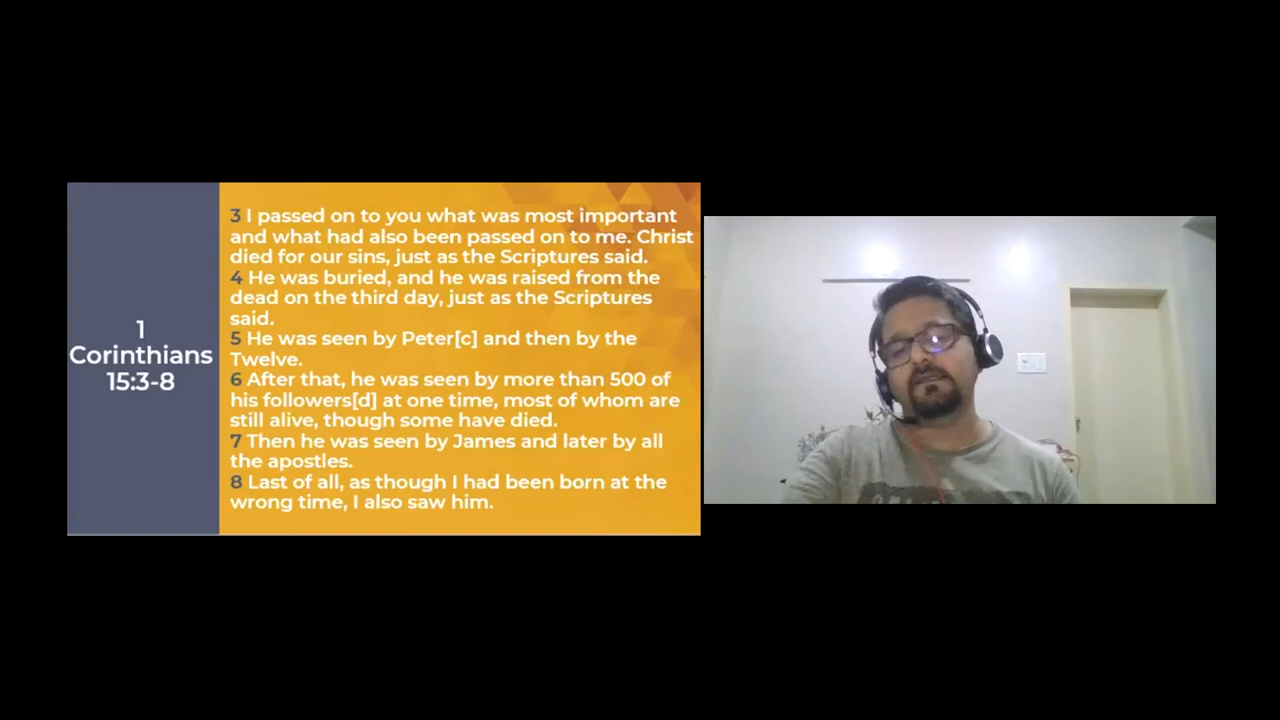 1
Corinthians
15:3-8
3 I passed on to you what was most important
and what had also been passed on to me. Christ
died for our sins, just as the Scriptures said.
4 He was buried, and he was raised from the
dead on the third day, just as the Scriptures
said.
5 He was seen by Peter[c] and then by the
Twelve.
6 After that, he was seen by more than 500 of
his followers[d] at one time, most of whom are
still alive, though some have died.
7 Then he was seen by James and later by all
the apostles.
8 Last of all, as though I had been born at the
wrong time, I also saw him.